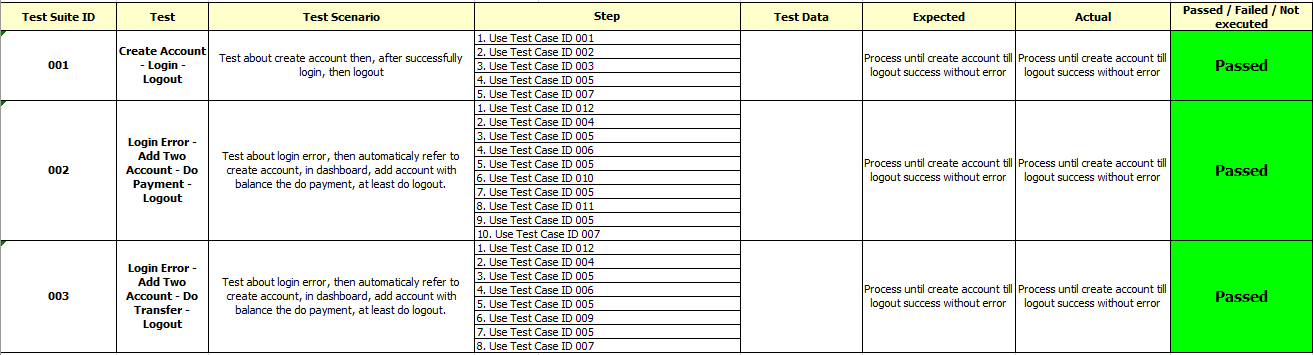 Test Suite ID
Test
Test Scenario
Step
Test Data
Expected
Actual
Passed / Failed / Not
executed
001
Create Account
- Login -
Logout
Test about create account then, after successfully
login, then logout
1. Use Test Case ID 001
2. Use Test Case ID 002
3. Use Test Case ID 003
4. Use Test Case ID 005
5. Use Test Case ID 007
Process until create account till
logout success without error
Process until create account till
logout success without error
Passed
002
Login Error -
Add Two
Account - Do
Payment -
Logout
Test about login error, then automaticaly refer to
create account, in dashboard, add account with
balance the do payment, at least do logout.
1. Use Test Case ID 012
2. Use Test Case ID 004
3. Use Test Case ID 005
4. Use Test Case ID 006
5. Use Test Case ID 005
6. Use Test Case ID 010
7. Use Test Case ID 005
8. Use Test Case ID 011
9. Use Test Case ID 005
10. Use Test Case ID 007
Process until create account till
logout success without error
Process until create account till
logout success without error
Passed
003
Login Error -
Add Two
Account - Do
Transfer -
Logout
Test about login error, then automaticaly refer to
create account, in dashboard, add account with
balance the do payment, at least do logout.
1. Use Test Case ID 012
2. Use Test Case ID 004
3. Use Test Case ID 005
4. Use Test Case ID 006
5. Use Test Case ID 005
6. Use Test Case ID 009
7. Use Test Case ID 005
8. Use Test Case ID 007
Process until create account till
logout success without error
Process until create account till
logout success without error
Passed